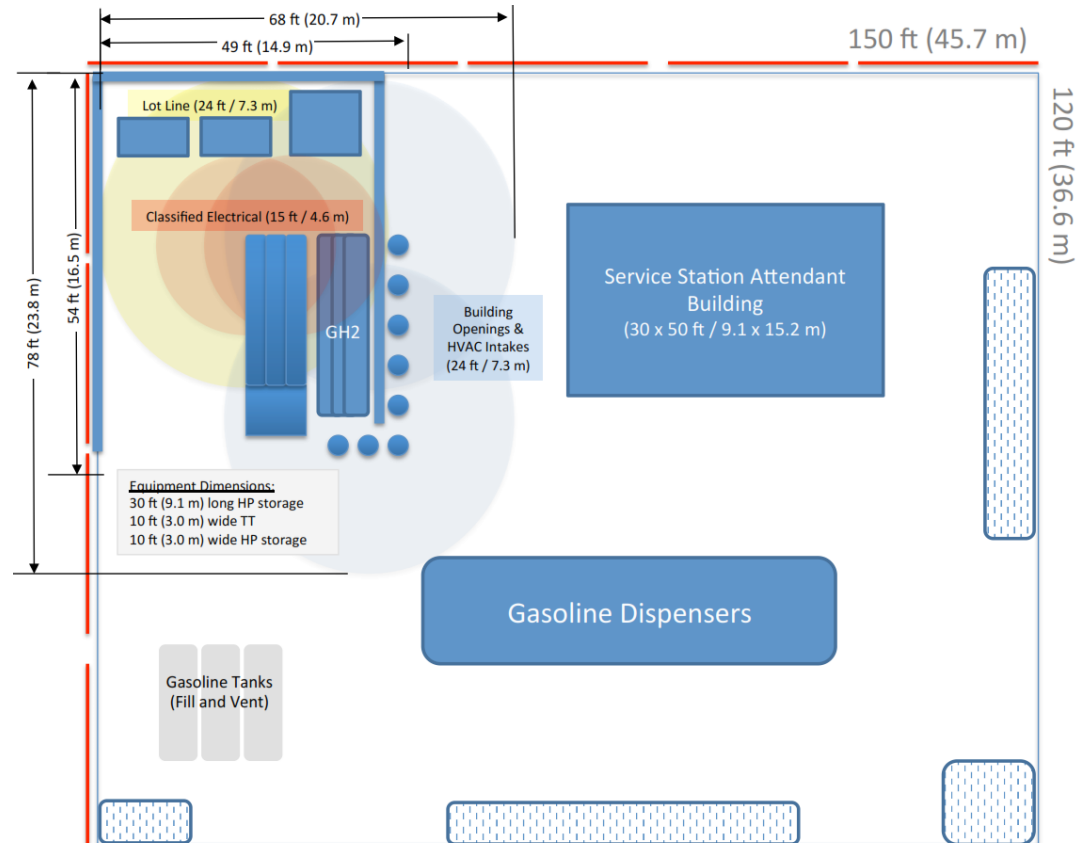 68 ft (20.7 m)
49 ft (14.9 m)
150 ft (45.7 m)
120 ft (36.6 m)
Lot Line (24 ft / 7.3 m)
Classified Electrical (15 ft / 4.6 m)
78 ft (23.8 m)
54 ft (16.5 m)
GH2
Building
Openings &
HVAC Intakes
(24 ft / 7.3 m)
Service Station Attendant
Building
(30 x 50 ft / 9.1 x 15.2 m)
Equipment Dimensions:
30 ft (9.1 m) long HP storage
10 ft (3.0 m) wide TT
10 ft (3.0 m) wide HP storage
Gasoline Dispensers
Gasoline Tanks
(Fill and Vent)